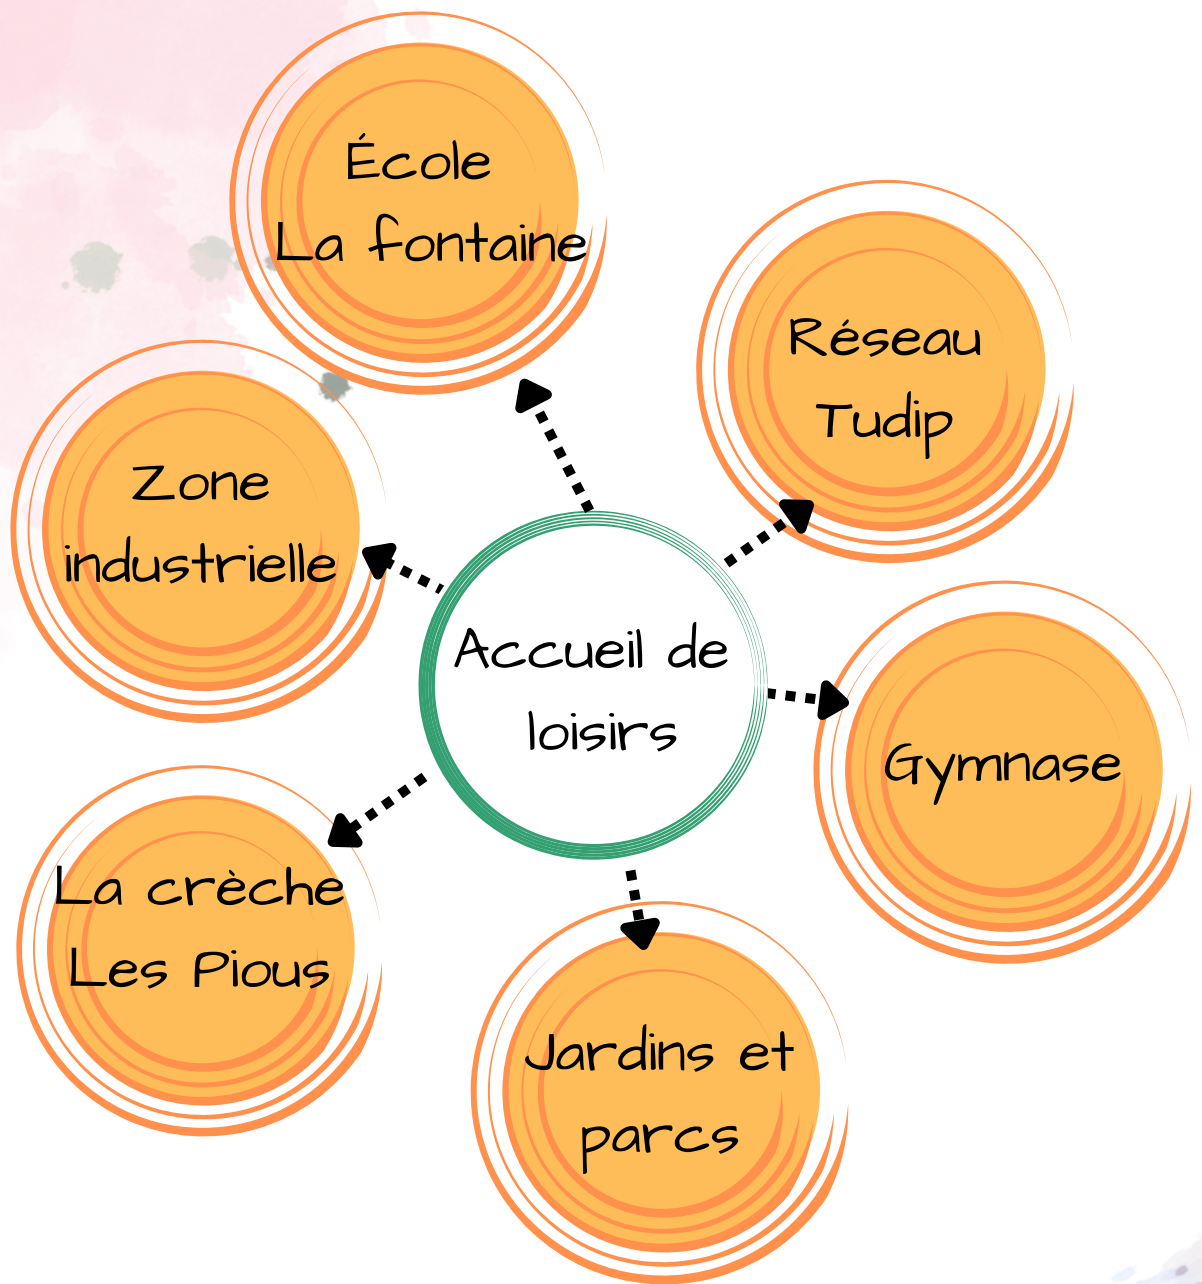 École
La fontaine
Réseau
Tudip
Zone
industrielle
Accueil de
loisirs
Gymnase
La crèche
Les Pious
Jardins et
parcs